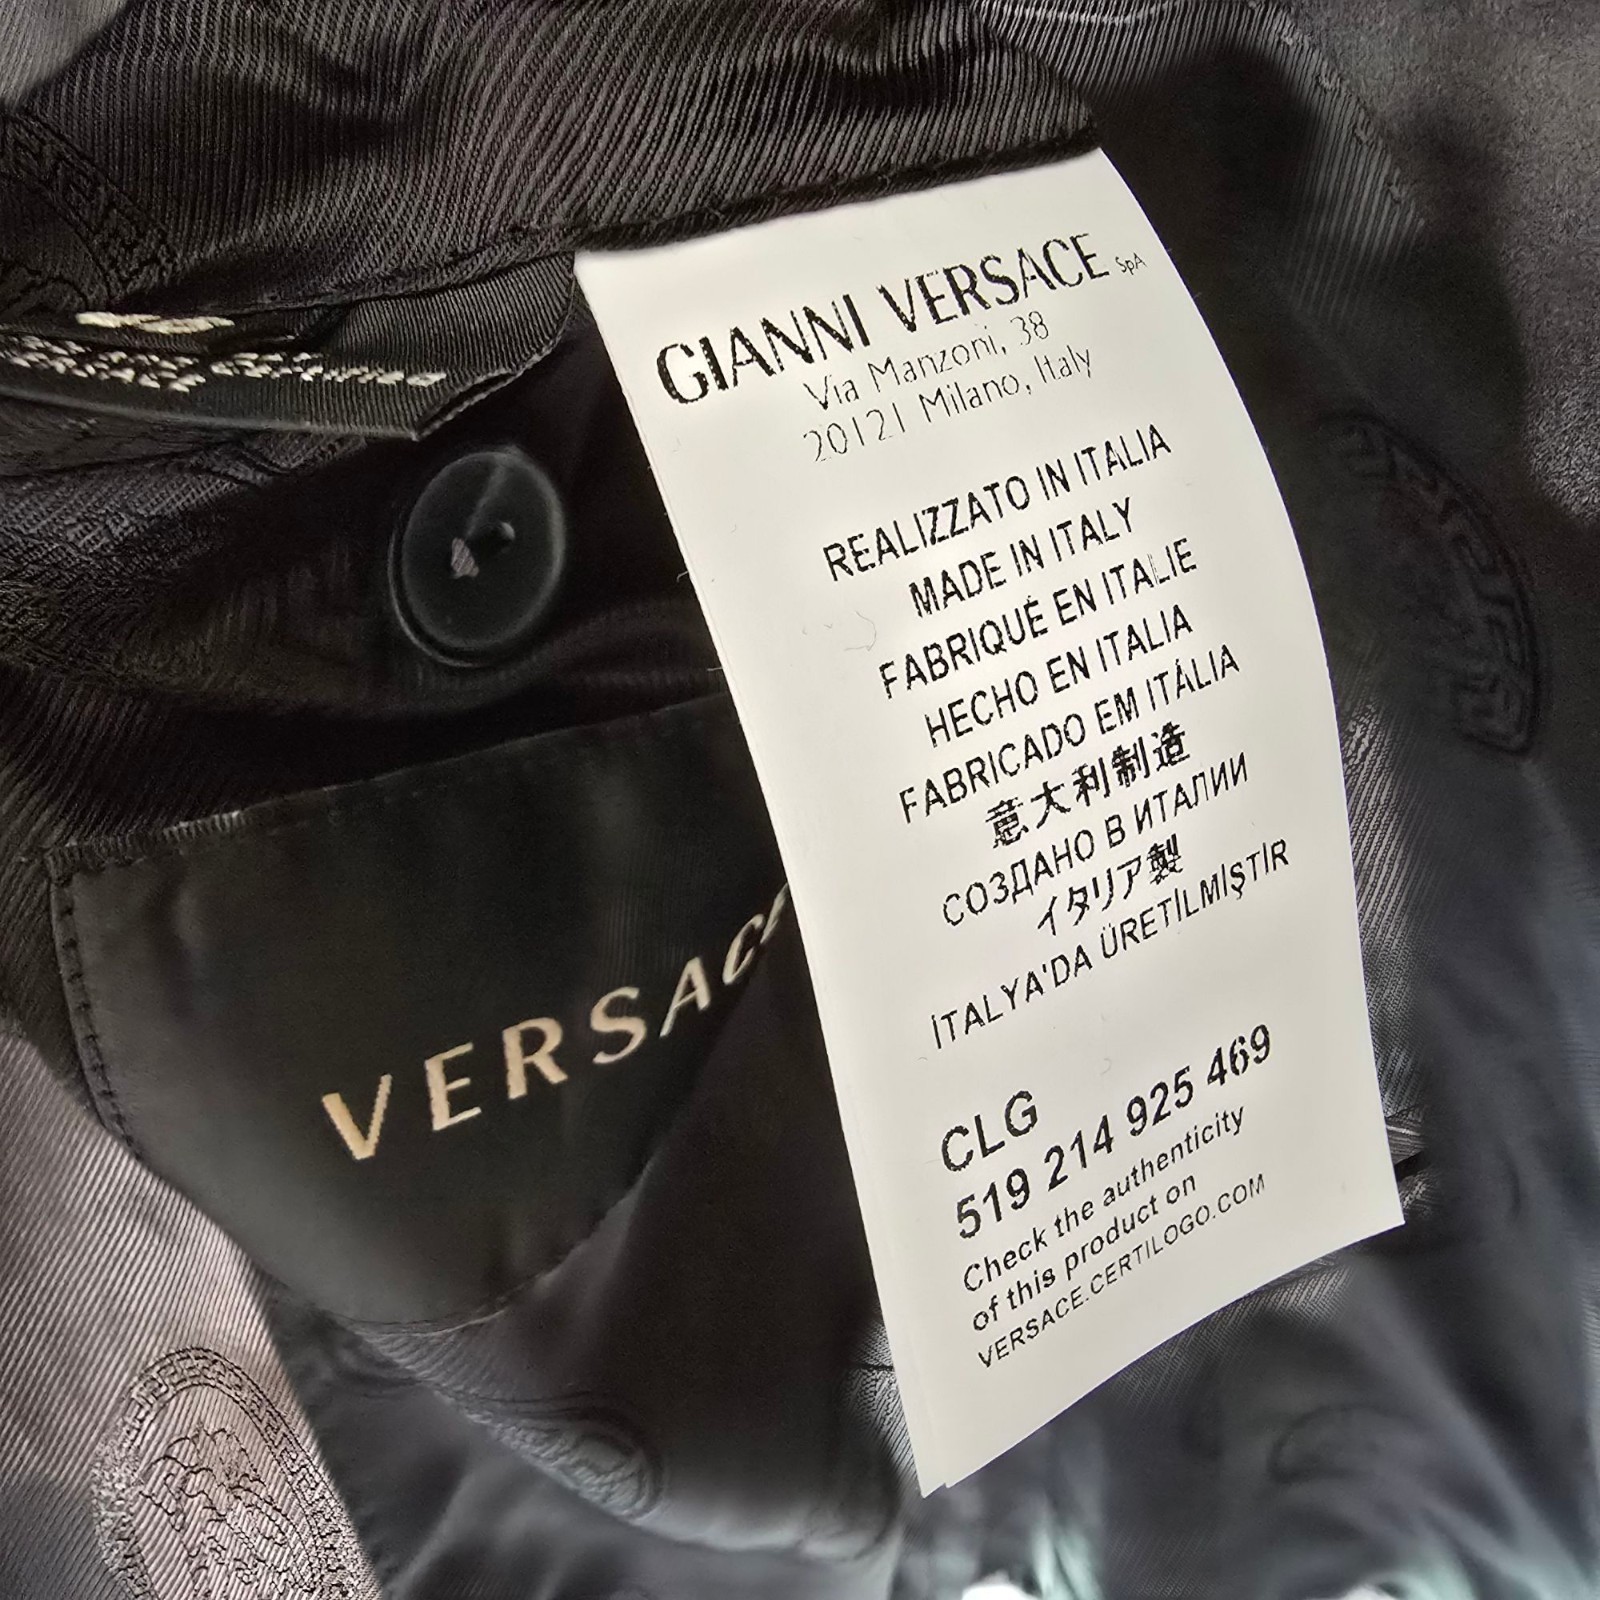 GIANNI VERSACE SpA
Via Manzoni, 38
20121 Milano, Italy
REALIZZATO IN ITALIA
MADE IN ITALY
FABRIQUÉ EN ITALIE
HECHO EN ITALIA
FABRICADO EM ITÁLIA
意大利制造
СОЗДАНО В ИТАЛИИ
イタリア製
İTALYA'DA ÜRETİLMİŞTİR
CLG
519 214 925 469
Check the authenticity
of this product on
VERSACE.CERTILOGO.COM
VERSACE